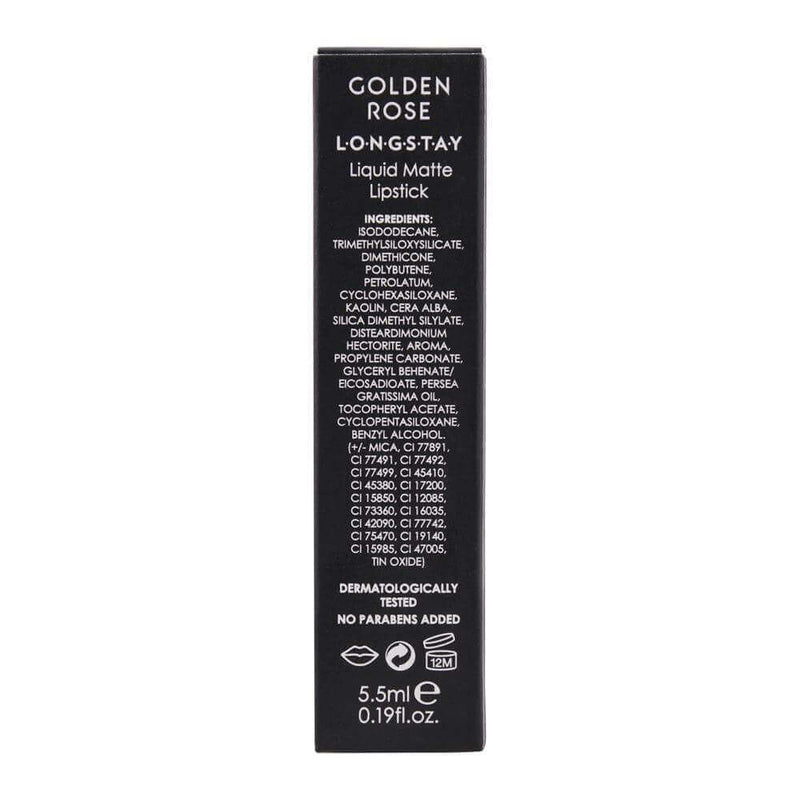 GOLDEN
ROSE
L•O•N•G•S•T•A•Y
Liquid Matte
Lipstick
INGREDIENTS:
ISODODECANE,
TRIMETHYLSILOXYSILICATE,
DIMETHICONE,
POLYBUTENE,
PETROLATUM,
CYCLOHEXASILOXANE,
KAOLIN, CERA ALBA,
SILICA DIMETHYL SILYLATE,
DISTEARDIMONIUM
HECTORITE, AROMA,
PROPYLENE CARBONATE,
GLYCERYL BEHENATE/
EICOSADIOATE, PERSEA
GRATISSIMA OIL,
TOCOPHERYL ACETATE,
CYCLOPENTASILOXANE,
BENZYL ALCOHOL.
(+/- MICA, CI 77891,
CI 77491, CI 77492,
CI 77499, CI 45410,
CI 45380, CI 17200,
CI 15850, CI 12085,
CI 73360, CI 16035,
CI 42090, CI 77742,
CI 75470, CI 19140,
CI 15985, CI 47005,
TIN OXIDE)
DERMATOLOGICALLY
TESTED
NO PARABENS ADDED
12M
5.5ml e
0.19fl.oz.